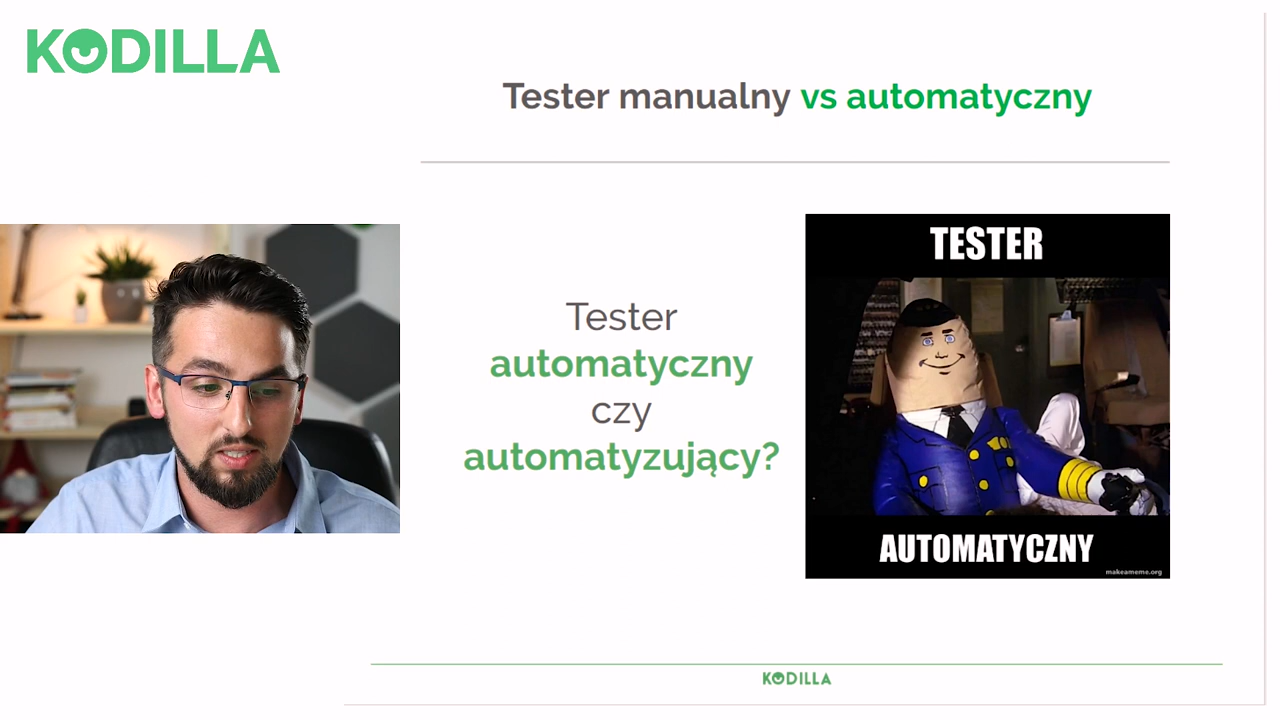 KODILLA
Tester manualny vs automatyczny
Tester
automatyczny
czy
automatyzujący?
TESTER
AUTOMATYCZNY
makeameme.org
KODILLA